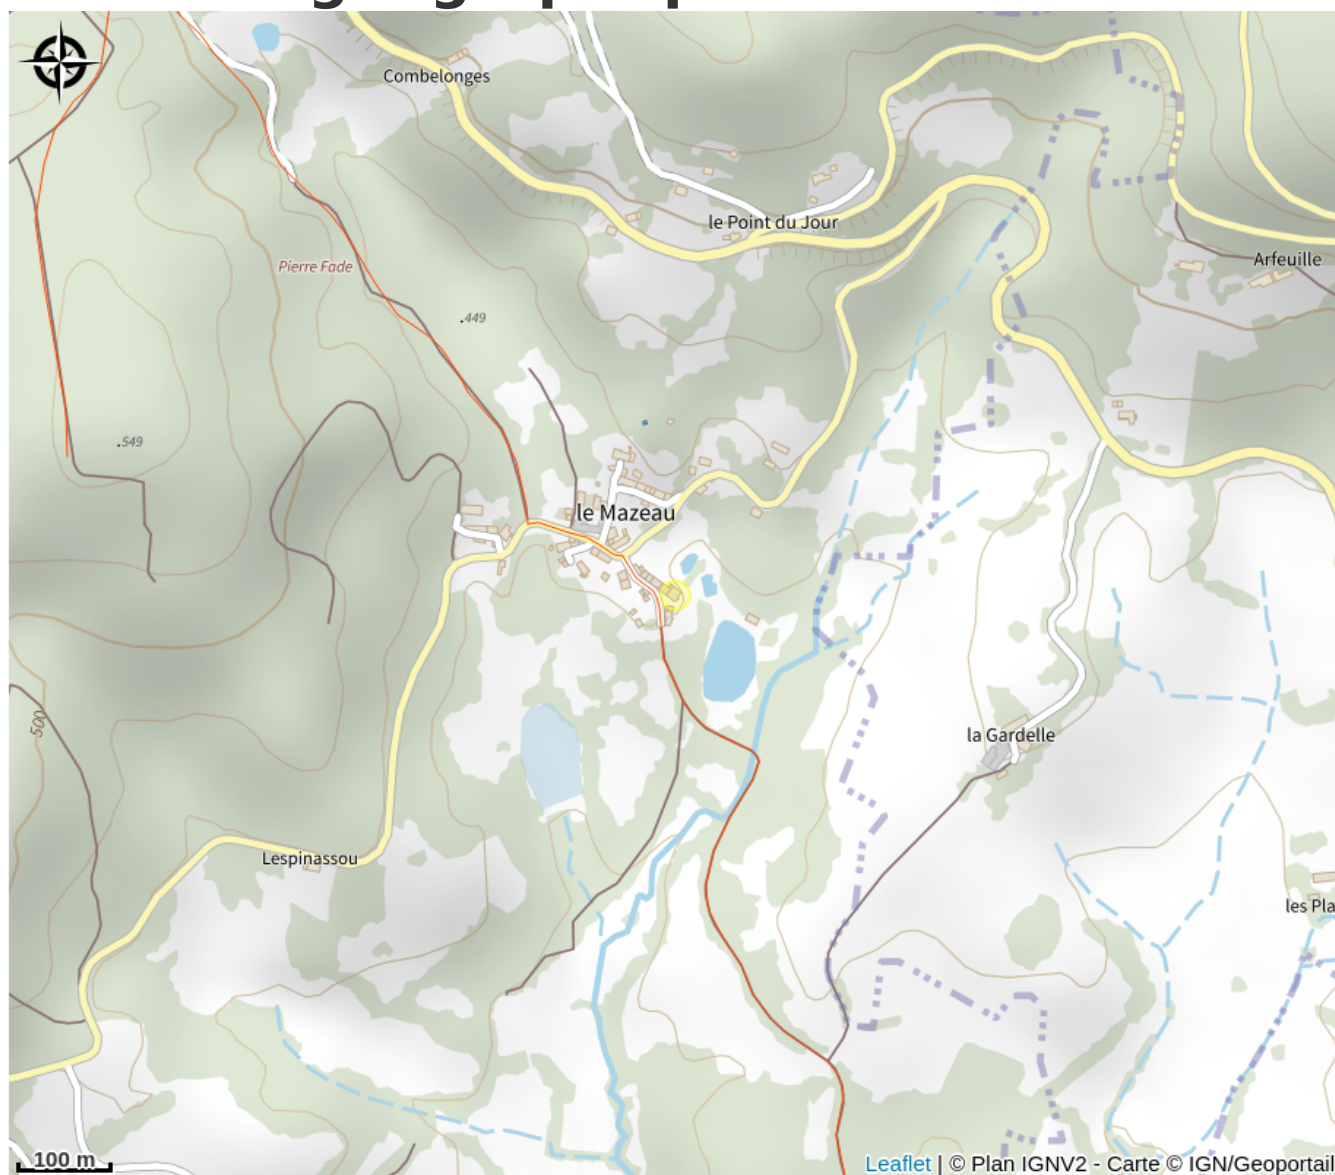 Combelonges
le Point du Jour
Arfeuille
Pierre Fade
.449
.549
le Mazeau
500
la Gardelle
Lespinassou
les Pla
100 m
Leaflet | © Plan IGNV2 - Carte © IGN/Geoportail